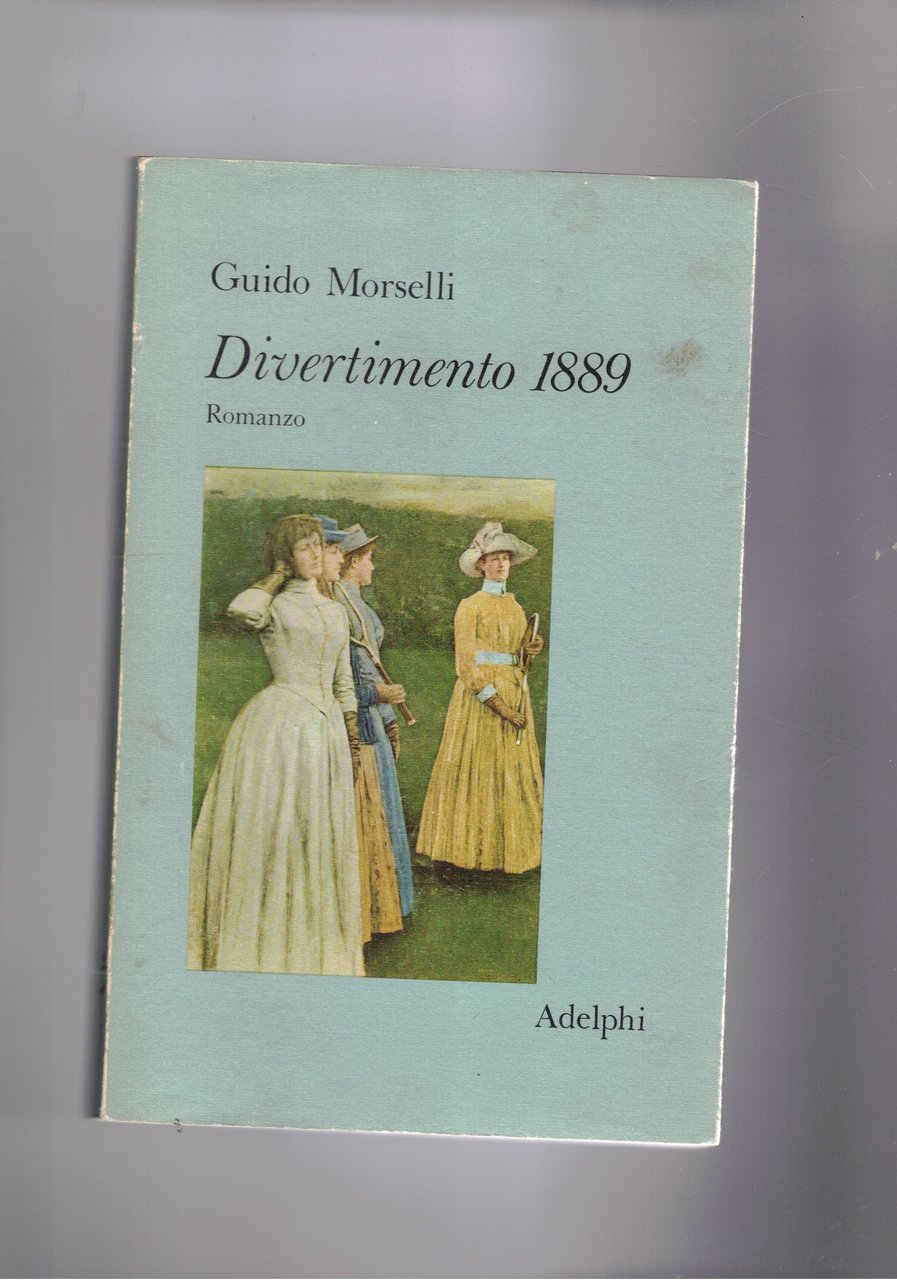 Guido Morselli
Divertimento 1889
Romanzo
Adelphi